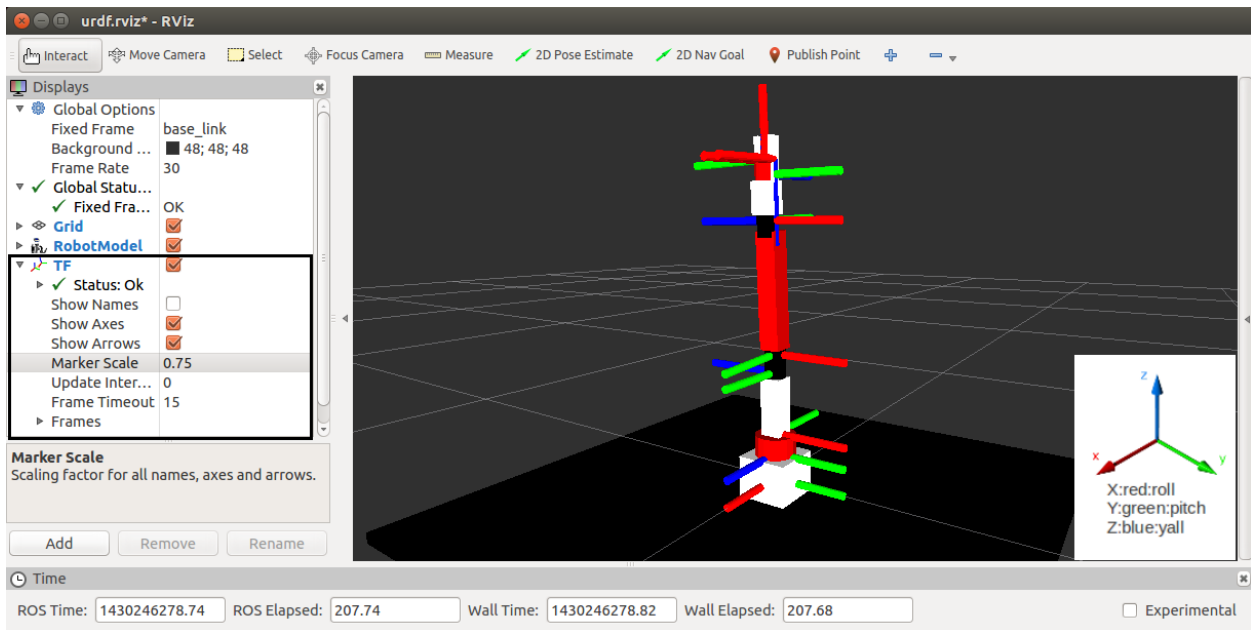 urdf.rviz* - RViz
Interact Move Camera Select Focus Camera Measure 2D Pose Estimate 2D Nav Goal Publish Point
Displays
Global Options
Fixed Frame base_link
Background ... 48; 48; 48
Frame Rate 30
Global Statu...
Fixed Fra... OK
Grid
RobotModel
TF
Status: Ok
Show Names
Show Axes
Show Arrows
Marker Scale 0.75
Update Inter... 0
Frame Timeout 15
Frames
Marker Scale
Scaling factor for all names, axes and arrows.
Add Remove Rename
z
x
y
X:red:roll
Y:green:pitch
Z:blue:yall
Time
ROS Time: 1430246278.74 ROS Elapsed: 207.74 Wall Time: 1430246278.82 Wall Elapsed: 207.68 Experimental